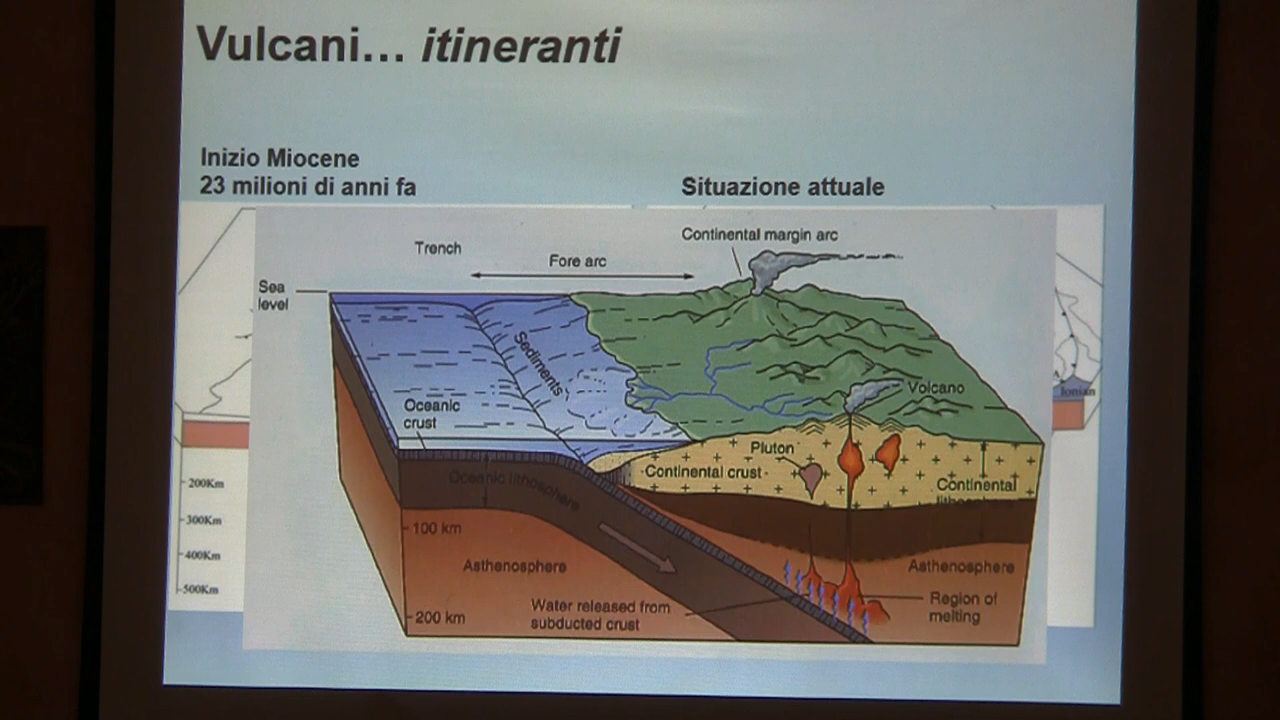 Vulcani... itineranti
Inizio Miocene
23 milioni di anni fa
Situazione attuale
Continental margin arc
Trench
Fore arc
Sea
level
Sediments
Volcano
Ionian
Oceanic
crust
Pluton
Continental crust
Oceanic lithosphere
Continental
lithosphere
200Km
300Km
400Km
500Km
100 km
Asthenosphere
Asthenosphere
Water released from
subducted crust
Region of
melting
200 km